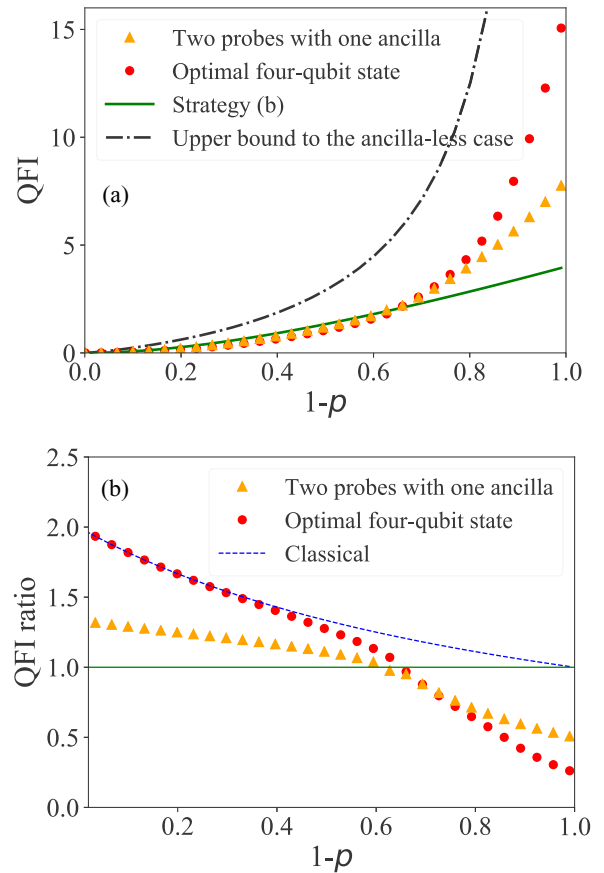 15
10
5
0
QFI
Two probes with one ancilla
Optimal four-qubit state
Strategy (b)
Upper bound to the ancilla-less case
(a)
0.0 0.2 0.4 0.6 0.8 1.0
1-p
2.5
2.0
1.5
1.0
0.5
0.0
QFI ratio
(b)
Two probes with one ancilla
Optimal four-qubit state
Classical
0.2 0.4 0.6 0.8 1.0
1-p